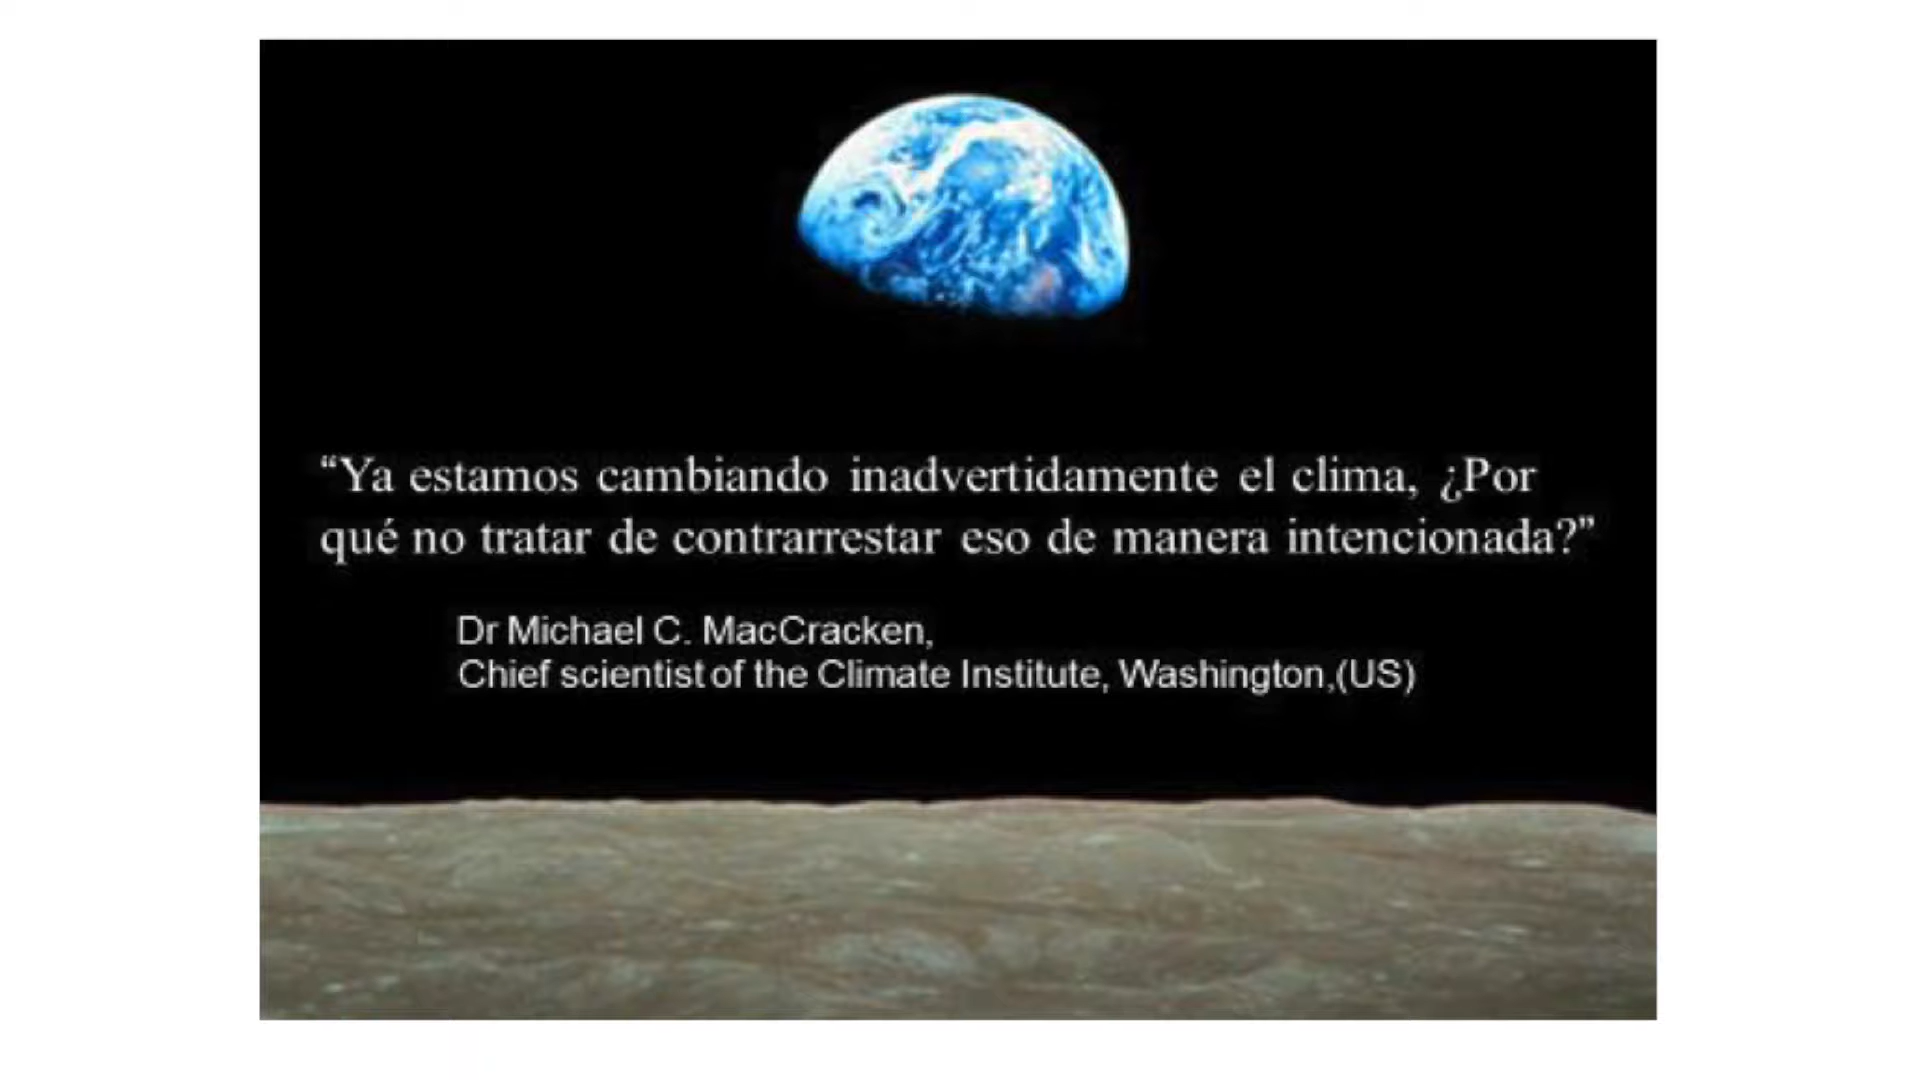 “Ya estamos cambiando inadvertidamente el clima, ¿Por
qué no tratar de contrarrestar eso de manera intencionada?”
Dr Michael C. MacCracken,
Chief scientist of the Climate Institute, Washington,(US)